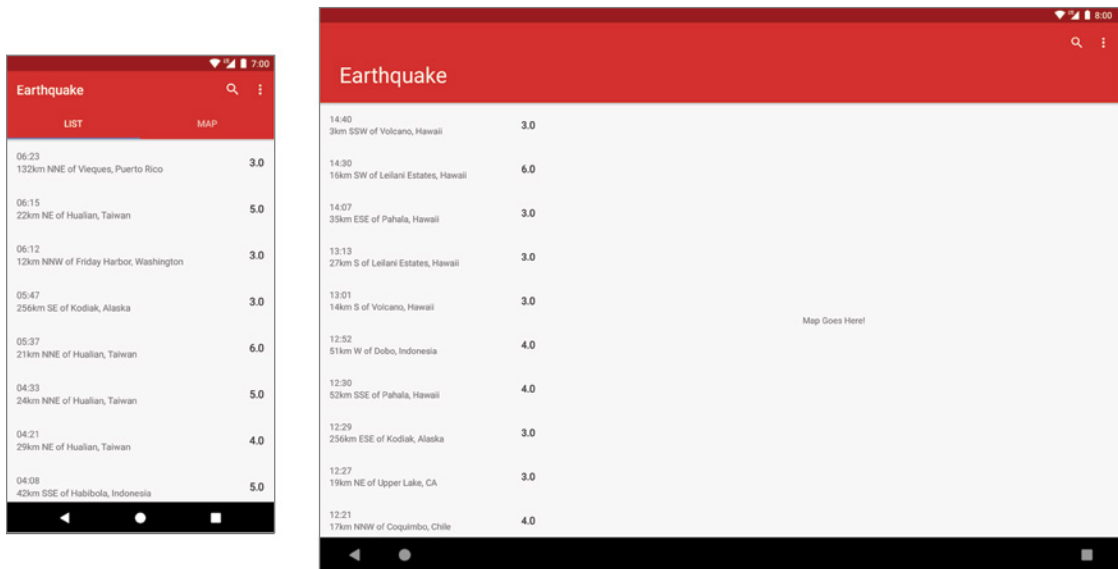 7:00
Earthquake
LIST
MAP
06:23
132km NNE of Vieques, Puerto Rico
3.0
06:15
22km NE of Hualian, Taiwan
5.0
06:12
12km NNW of Friday Harbor, Washington
3.0
05:47
256km SE of Kodiak, Alaska
3.0
05:37
21km NNE of Hualian, Taiwan
6.0
04:33
24km NNE of Hualian, Taiwan
5.0
04:21
29km NE of Hualian, Taiwan
4.0
04:08
42km SSE of Habibola, Indonesia
5.0
8:00
Earthquake
14:40
3km SSW of Volcano, Hawaii
3.0
14:30
16km SW of Leilani Estates, Hawaii
6.0
14:07
35km ESE of Pahala, Hawaii
3.0
13:13
27km S of Leilani Estates, Hawaii
3.0
13:01
14km S of Volcano, Hawaii
3.0
12:52
51km W of Dobo, Indonesia
4.0
12:30
52km SSE of Pahala, Hawaii
4.0
12:29
256km ESE of Kodiak, Alaska
3.0
12:27
19km NE of Upper Lake, CA
3.0
12:21
17km NNW of Coquimbo, Chile
4.0
Map Goes Here!